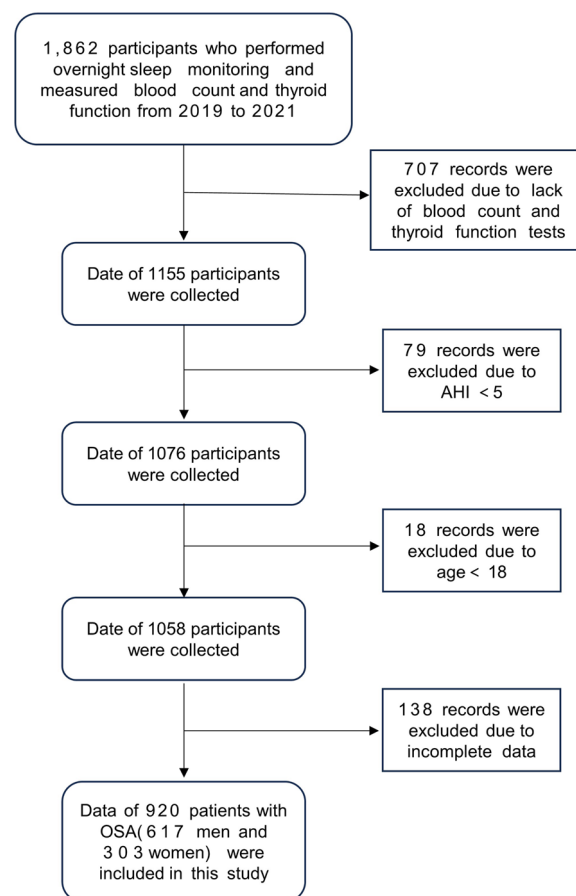 1,862 participants who performed
overnight sleep monitoring and
measured blood count and thyroid
function from 2019 to 2021
707 records were
excluded due to lack
of blood count and
thyroid function tests
Date of 1155 participants
were collected
79 records were
excluded due to
AHI <5
Date of 1076 participants
were collected
18 records were
excluded due to
age< 18
Date of 1058 participants
were collected
138 records were
excluded due to
incomplete data
Data of 920 patients with
OSA(617 men and
303women) were
included in this study